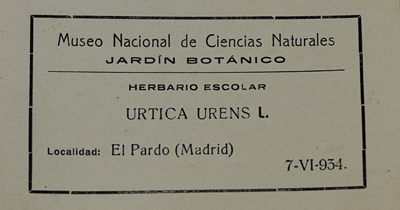 Museo Nacional de Ciencias Naturales
JARDÍN BOTÁNICO
HERBARIO ESCOLAR
URTICA URENS L.
Localidad: El Pardo (Madrid)
7-VI-934.